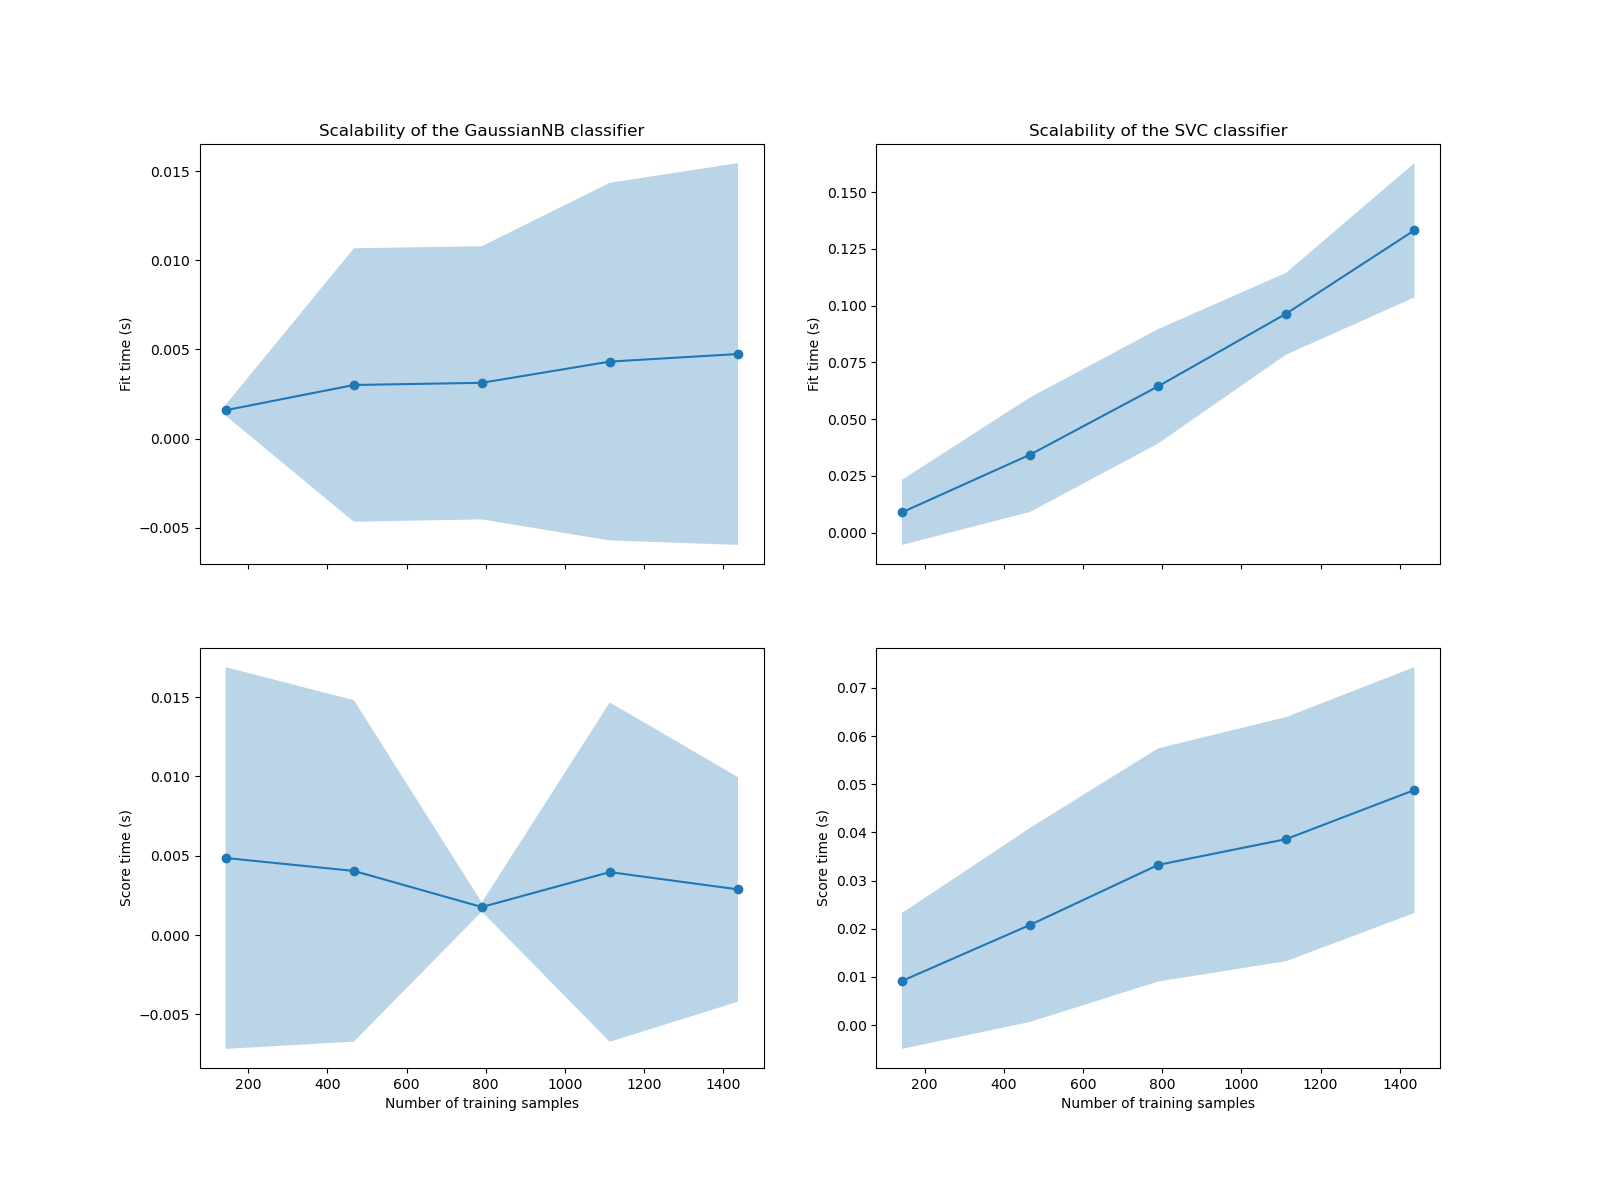 Scalability of the GaussianNB classifier
0.015
0.010
0.005
0.000
−0.005
Fit time (s)
Scalability of the SVC classifier
0.150
0.125
0.100
0.075
0.050
0.025
0.000
Fit time (s)
0.015
0.010
0.005
0.000
−0.005
Score time (s)
200 400 600 800 1000 1200 1400
Number of training samples
0.07
0.06
0.05
0.04
0.03
0.02
0.01
0.00
Score time (s)
200 400 600 800 1000 1200 1400
Number of training samples